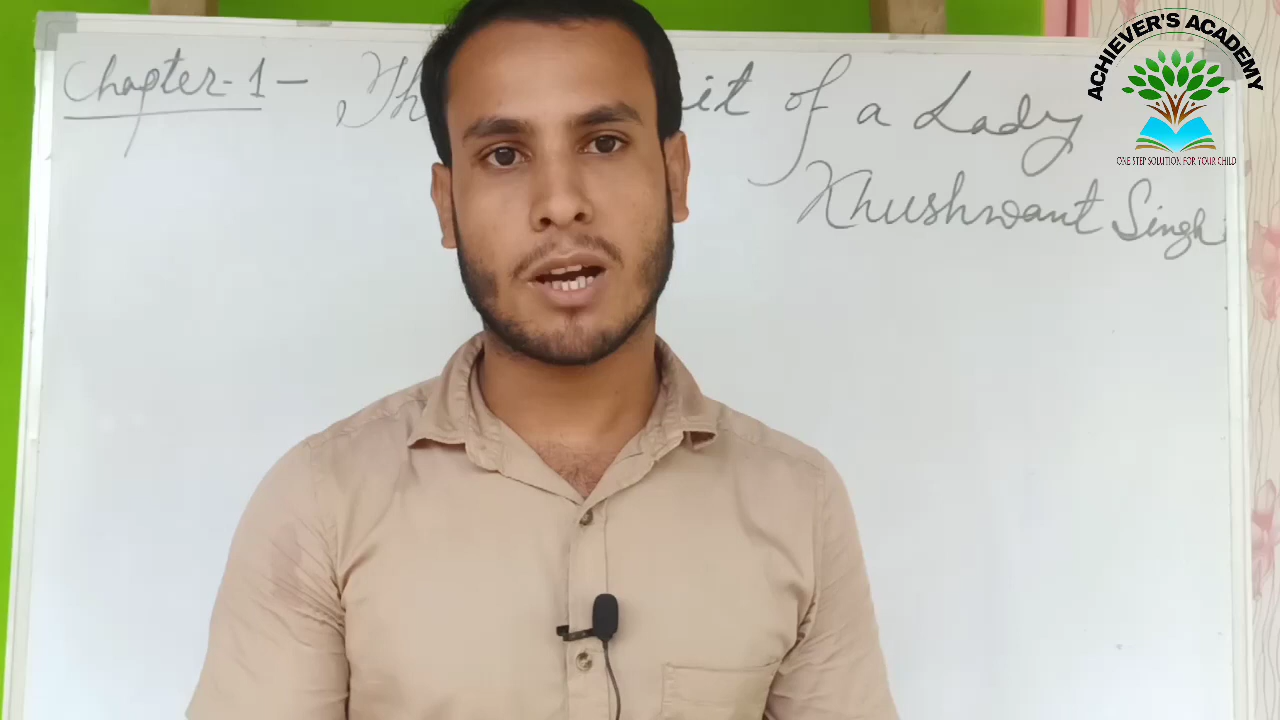 Chapter-1 - Th it of a Lady
Khushwant Singh
ACHIEVER'S ACADEMY
ONE STEP SOLUTION FOR YOUR CHILD